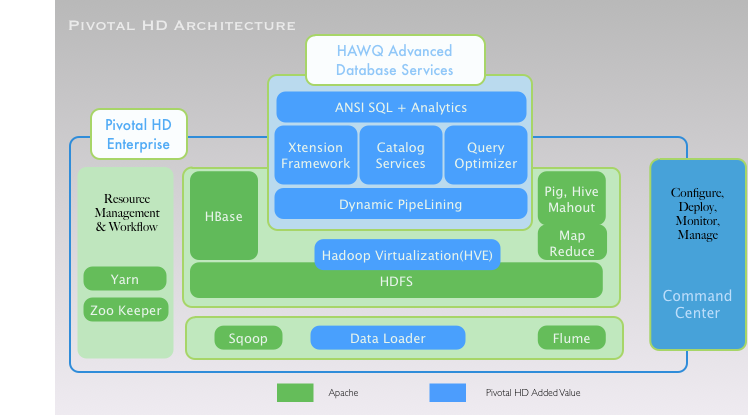 PIVOTAL HD ARCHITECTURE
HAWQ Advanced
Database Services
ANSI SQL + Analytics
Pivotal HD
Enterprise
Xtension
Framework
Catalog
Services
Query
Optimizer
Dynamic PipeLining
Resource
Management
& Workflow
Yarn
Zoo Keeper
HBase
Pig, Hive
Mahout
Map
Reduce
Hadoop Virtualization(HVE)
HDFS
Sqoop
Data Loader
Flume
Configure,
Deploy,
Monitor,
Manage
Command
Center
Apache
Pivotal HD Added Value